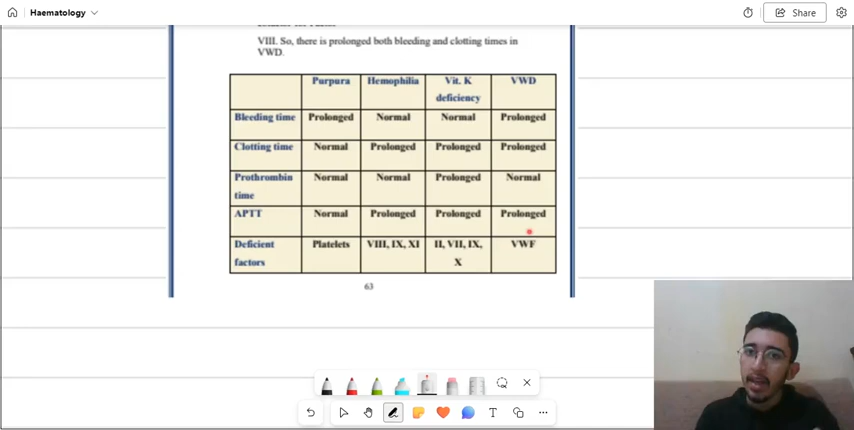 Haematology
Share
VIII. So, there is prolonged both bleeding and clotting times in
VWD.
Purpura Hemophilia Vit. K deficiency VWD
Bleeding time Prolonged Normal Normal Prolonged
Clotting time Normal Prolonged Prolonged Prolonged
Prothrombin time Normal Normal Prolonged Normal
APTT Normal Prolonged Prolonged Prolonged
Deficient factors Platelets VIII, IX, XI II, VII, IX, X VWF
63
T